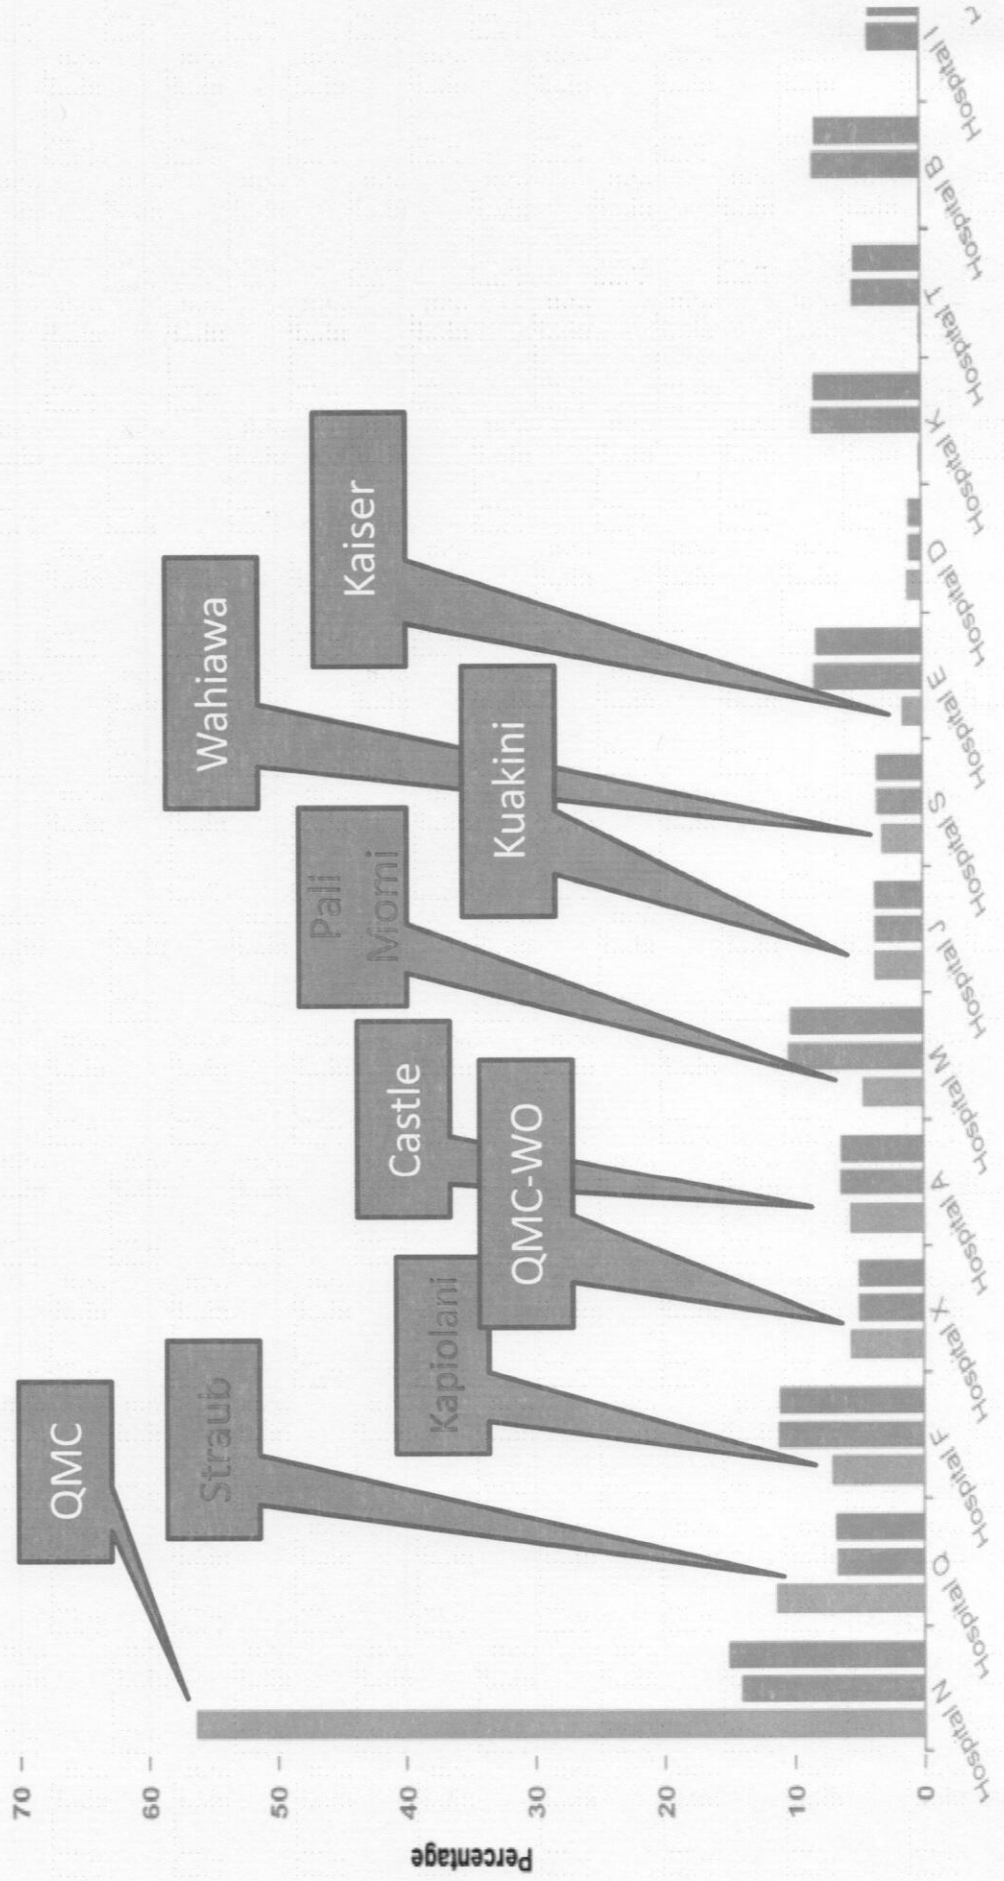 Percentage
70
60
50
40
30
20
10
0
QMC
Straub
Kapiolani
QMC-WO
Castle
Pali
Momi
Kuakini
Wahiawa
Kaiser
Hospital N
Hospital Q
Hospital F
Hospital X
Hospital A
Hospital M
Hospital J
Hospital S
Hospital E
Hospital D
Hospital K
Hospital T
Hospital B
Hospital I